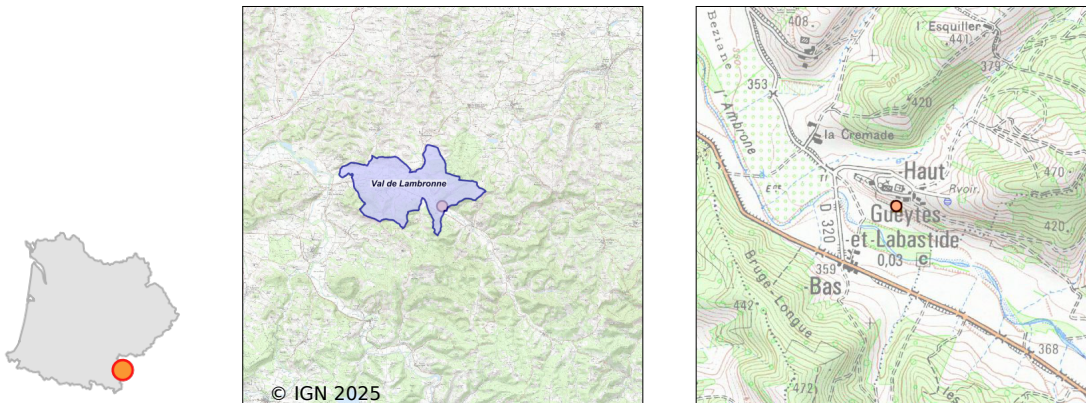 Val de Lambronne
© IGN 2025
Beziane
l'Ambrone
408
l'Esquiller
441
379
353
420
la Cremade
470
-Haut
Rvoir.
Gueytes-
-et-Labastide-
0,03
C
420
D 320
359
-Bas
Bruge-Longue
442
368
472